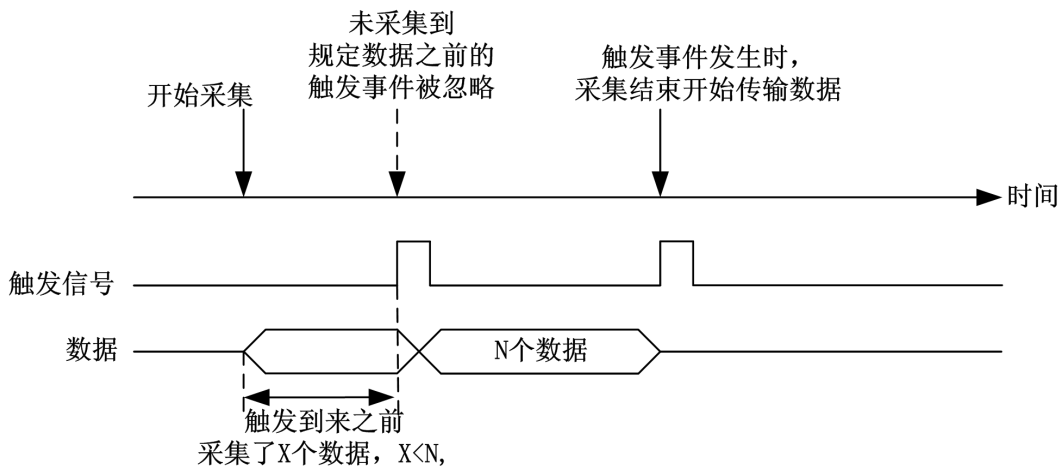 未采集到
规定数据之前的
触发事件被忽略
触发事件发生时，
采集结束开始传输数据
开始采集
时间
触发信号
数据
N个数据
触发到来之前
采集了X个数据，X<N,